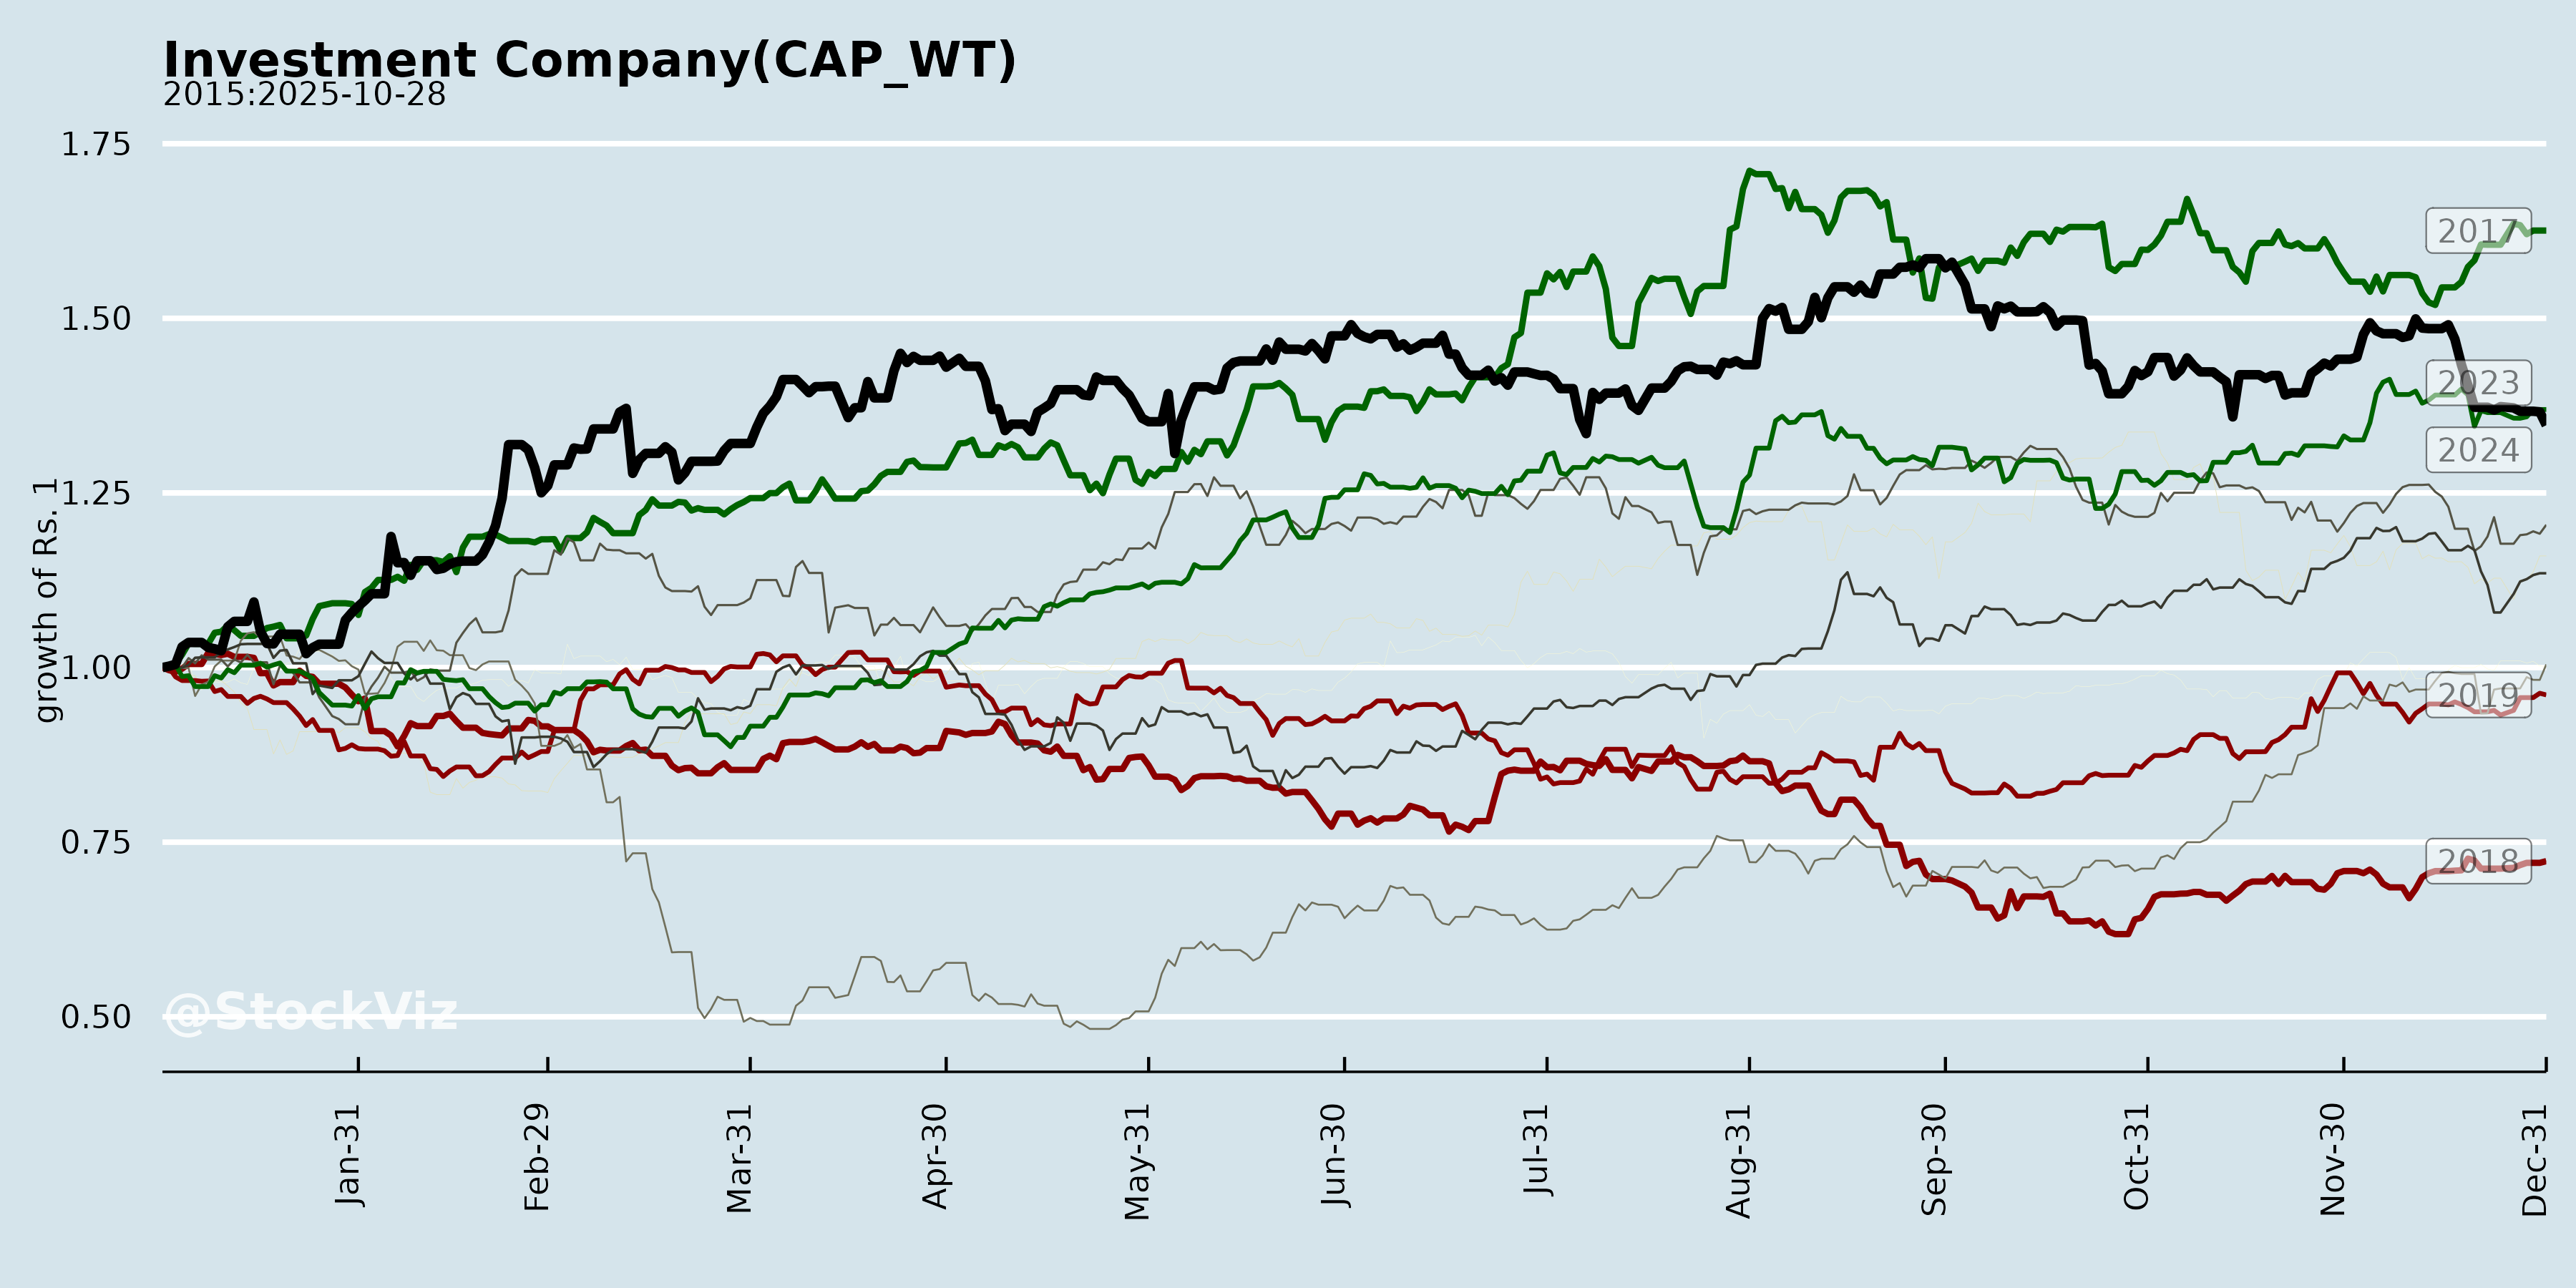 Investment Company(CAP_WT)
2015:2025-10-28
growth of Rs. 1
1.75
1.50
1.25
1.00
0.75
0.50
2017
2023
2024
2019
2018
@StockViz
Jan-31
Feb-29
Mar-31
Apr-30
May-31
Jun-30
Jul-31
Aug-31
Sep-30
Oct-31
Nov-30
Dec-31